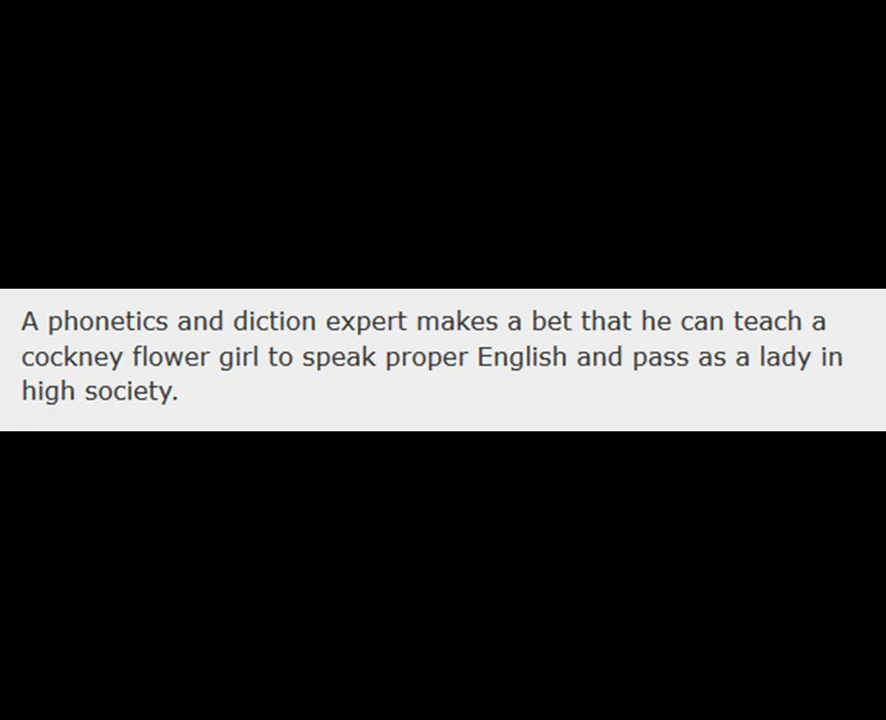 A phonetics and diction expert makes a bet that he can teach a
cockney flower girl to speak proper English and pass as a lady in
high society.